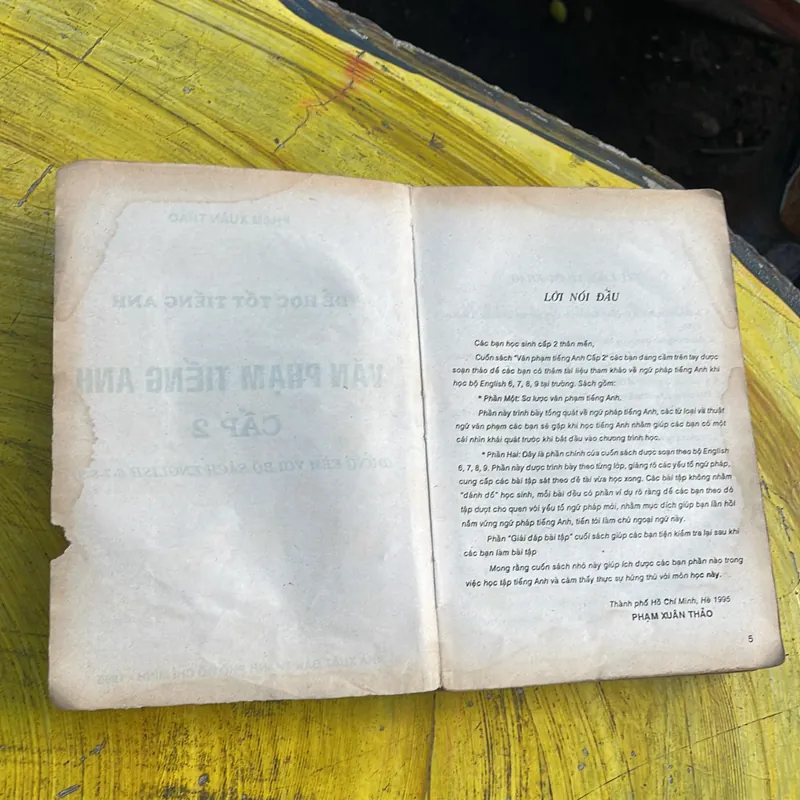 LỜI NÓI ĐẦU
Các bạn học sinh cấp 2 thân mến,
Cuốn sách "Văn phạm tiếng Anh Cấp 2" các bạn đang cầm trên tay được
soạn thảo để các bạn có thêm tài liệu tham khảo về ngữ pháp tiếng Anh khi
học bộ English 6, 7, 8, 9 tại trường. Sách gồm:
* Phần Một: Sơ lược văn phạm tiếng Anh.
Phần này trình bày tổng quát về ngữ pháp tiếng Anh, các từ loại và thuật
ngữ văn phạm các bạn sẽ gặp khi học tiếng Anh nhằm giúp các bạn có một
cái nhìn khái quát trước khi bắt đầu vào chương trình học.
* Phần Hai: Đây là phần chính của cuốn sách được soạn theo bộ English
6, 7, 8, 9. Phần này được trình bày theo từng lớp, giảng rõ các yếu tố ngữ pháp,
cung cấp các bài tập sát theo đề tài vừa học xong. Các bài tập không nhằm
"đánh đố" học sinh, mỗi bài đều có phần ví dụ rõ ràng để các bạn theo đó
tập dượt cho quen với yếu tố ngữ pháp mới, nhằm mục đích giúp bạn lần hồi
nắm vững ngữ pháp tiếng Anh, tiến tới làm chủ ngoại ngữ này.
Phần "Giải đáp bài tập" cuối sách giúp các bạn tiện kiểm tra lại sau khi
các bạn làm bài tập
Mong rằng cuốn sách nhỏ này giúp ích được các bạn phần nào trong
việc học tập tiếng Anh và cảm thấy thực sự hứng thú với môn học này.
Thành phố Hồ Chí Minh, Hè 1995
PHẠM XUÂN THẢO
5